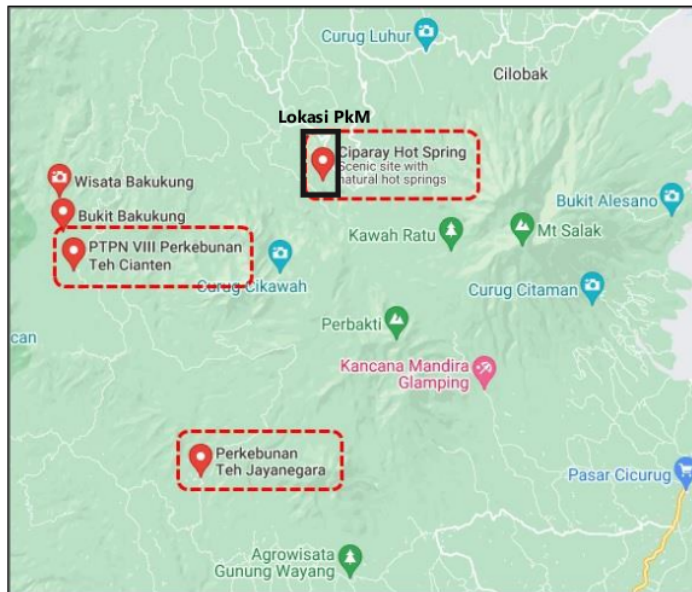 Curug Luhur
Cilobak
Lokasi PkM
Ciparay Hot Spring
Scenic site with
natural hot springs
Wisata Bakukung
Bukit Bakukung
Bukit Alesano
PTPN VIII Perkebunan
Teh Cianten
Kawah Ratu
Mt Salak
Curug Cikawah
Curug Citaman
can
Perbakti
Kancana Mandira
Glamping
Perkebunan
Teh Jayanegara
Pasar Cicurug
Agrowisata
Gunung Wayang